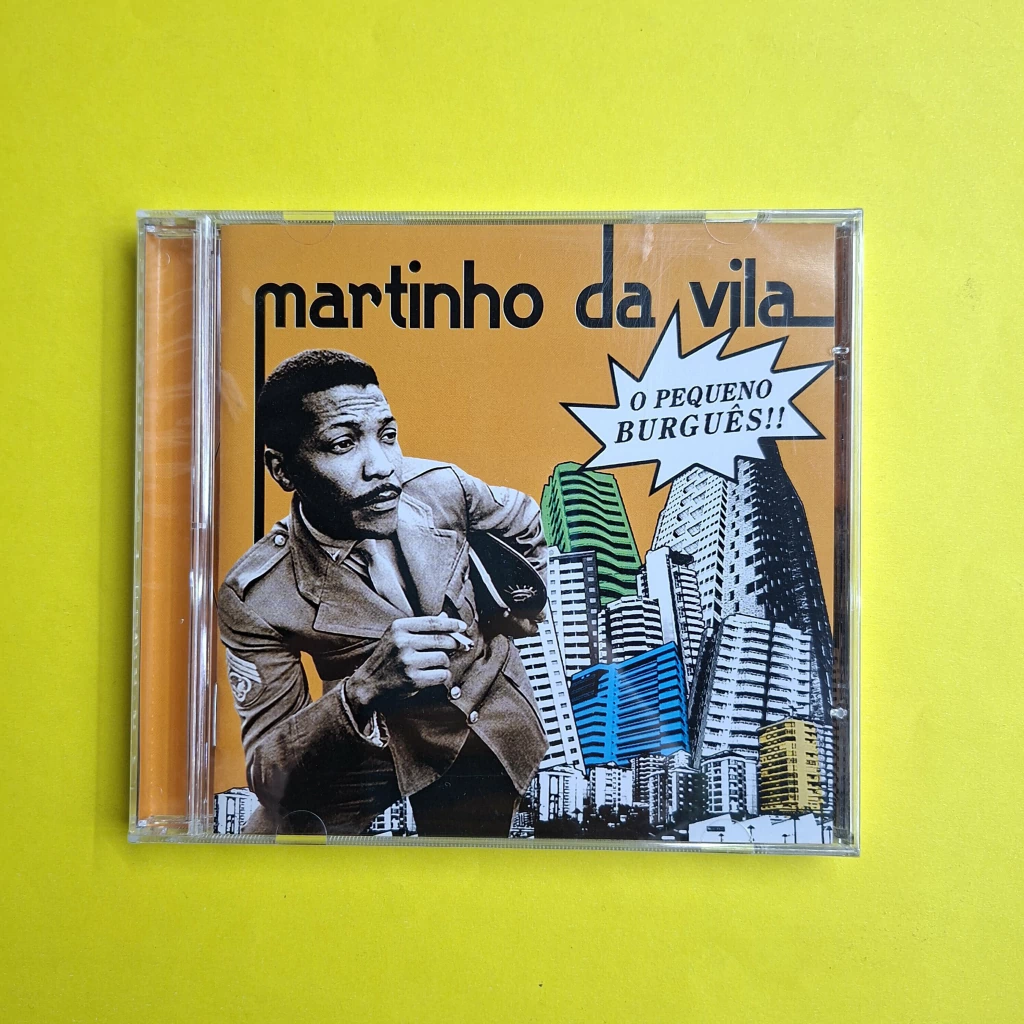 martinho da vila
O PEQUENO
BURGUÊS!!